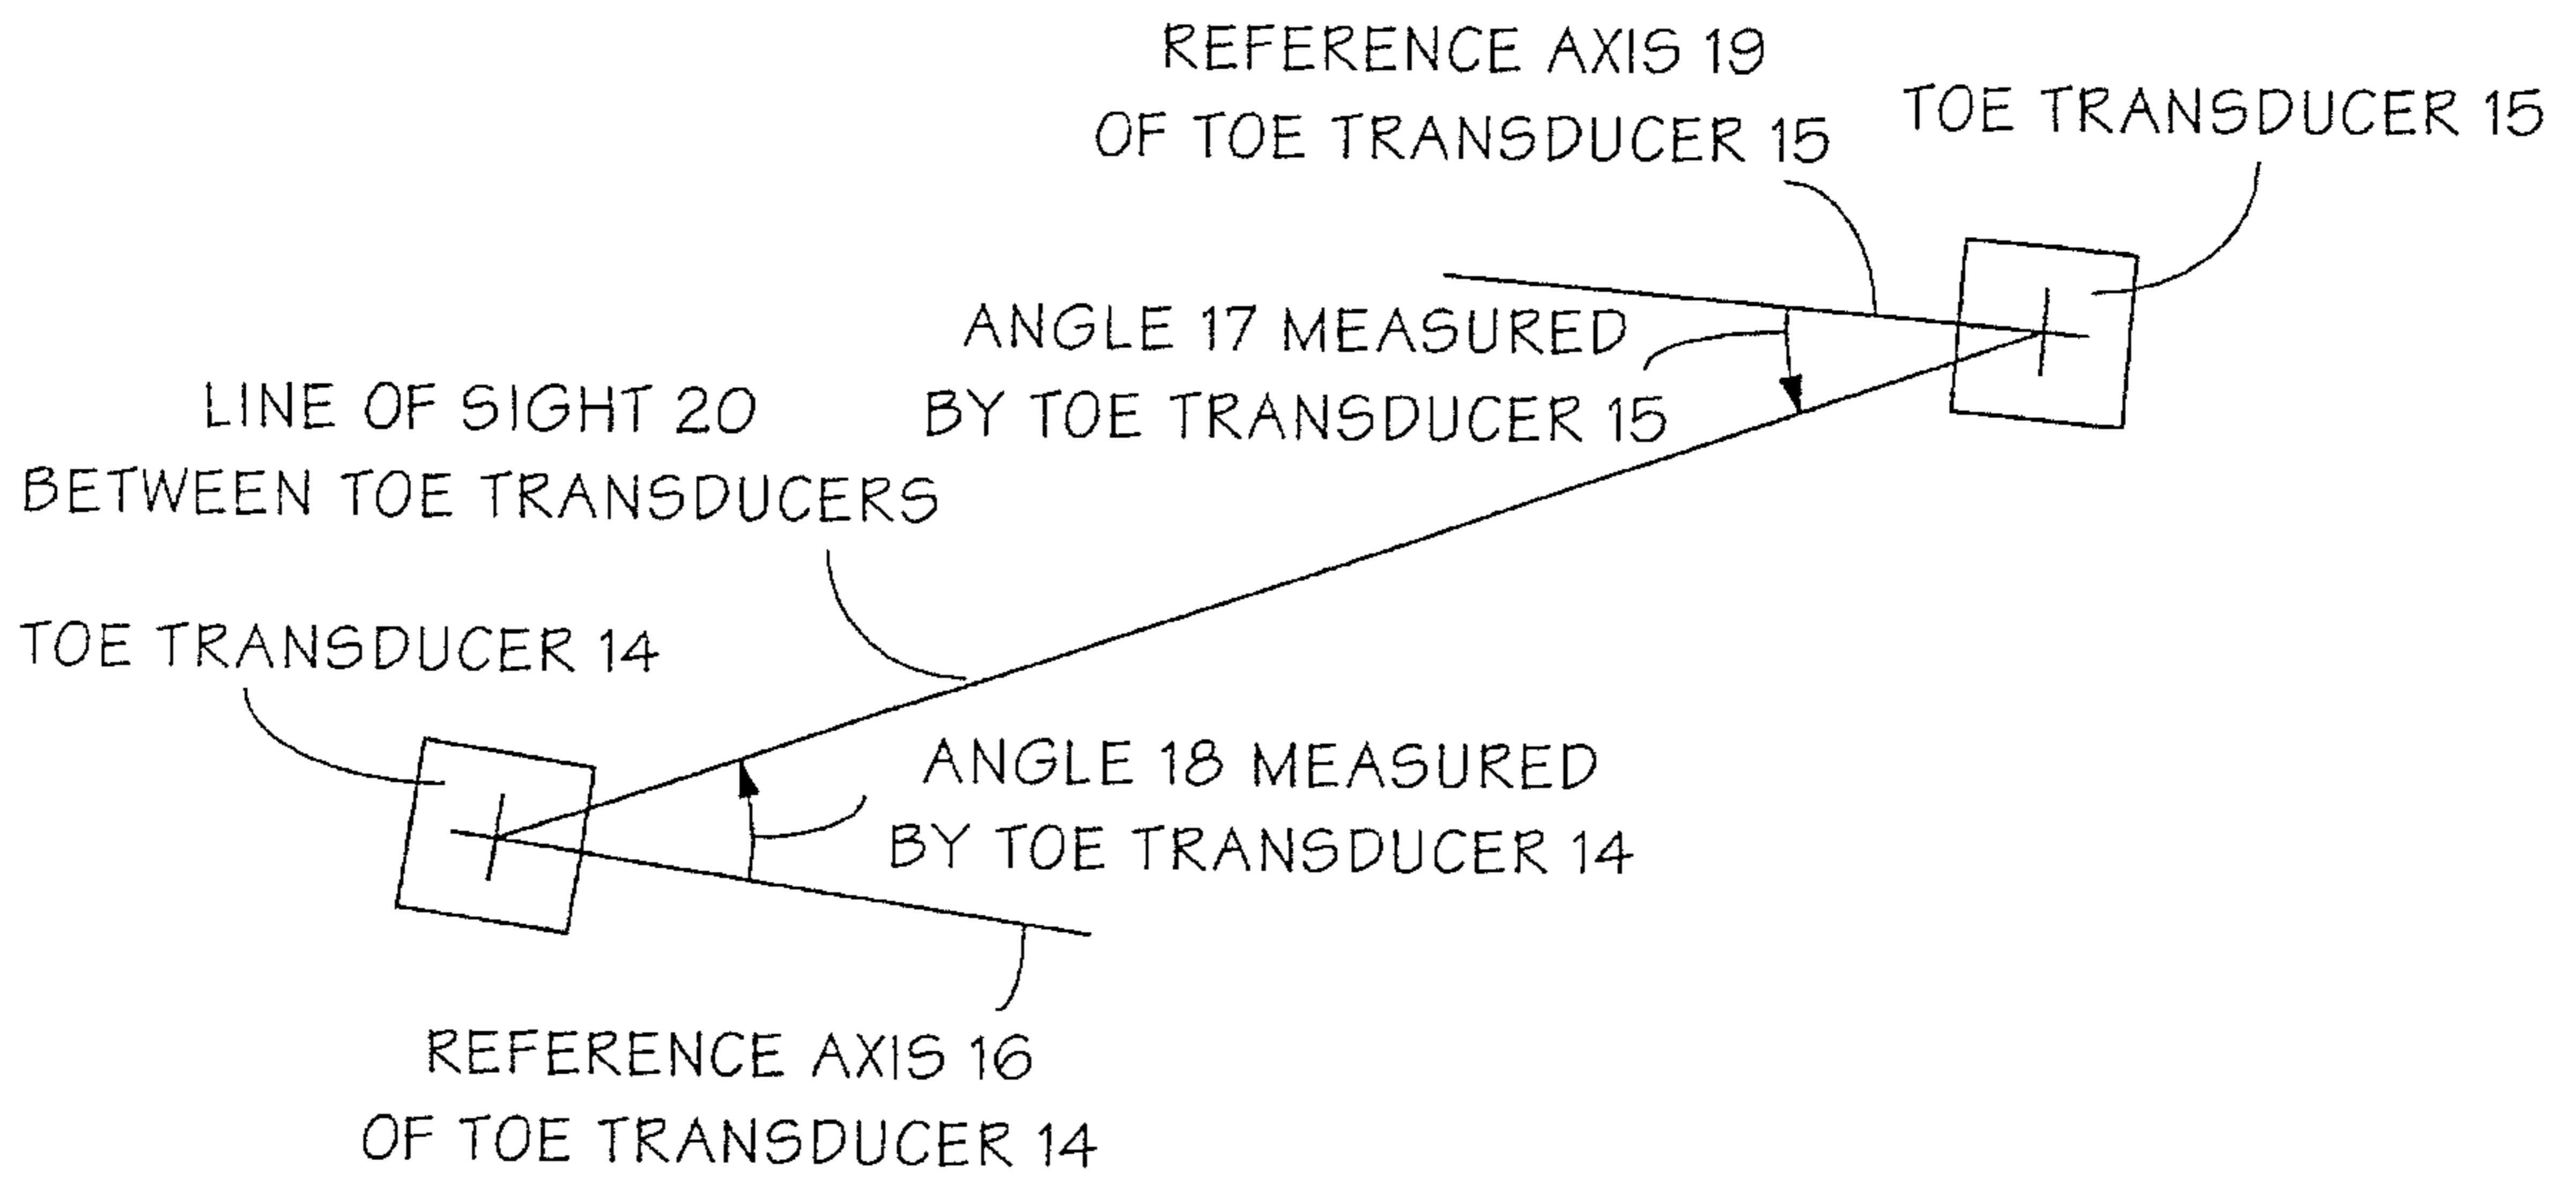 REFERENCE AXIS 19
OF TOE TRANSDUCER 15
TOE TRANSDUCER 15
ANGLE 17 MEASURED
BY TOE TRANSDUCER 15
LINE OF SIGHT 20
BETWEEN TOE TRANSDUCERS
TOE TRANSDUCER 14
ANGLE 18 MEASURED
BY TOE TRANSDUCER 14
REFERENCE AXIS 16
OF TOE TRANSDUCER 14